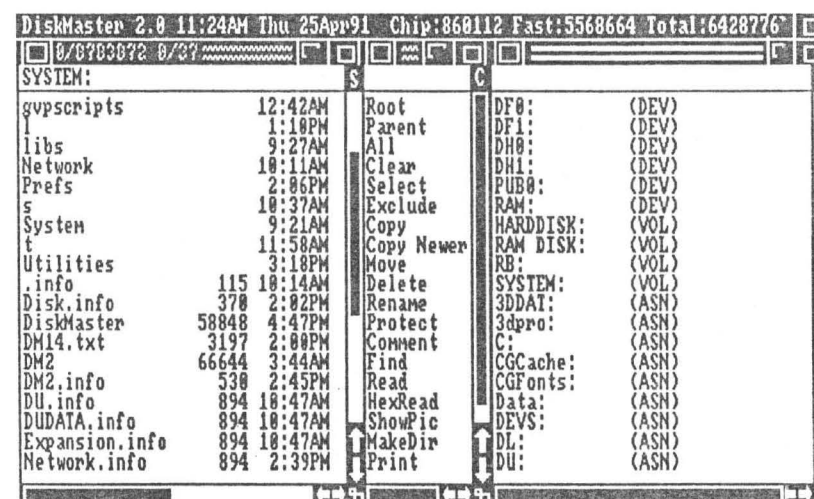 DiskMaster 2.0 11:24AM Thu 25Apr91 Chip:860112 Fast:5568664 Total:6428776
SYSTEM: S C
gvpscripts 12:42AM Root DF0: (DEV)
l 1:10PM Parent DF1: (DEV)
libs 9:27AM All DH0: (DEV)
Network 10:11AM Clear DH1: (DEV)
Prefs 2:06PM Select PUB0: (DEV)
s 10:37AM Exclude RAM: (DEV)
System 9:21AM Copy HARDDISK: (VOL)
t 11:58AM Copy Newer RAM DISK: (VOL)
Utilities 3:18PM Move RB: (VOL)
.info 115 10:14AM Delete SYSTEM: (VOL)
Disk.info 370 2:02PM Rename 3DDAT: (ASN)
DiskMaster 58848 4:47PM Protect 3dpro: (ASN)
DM14.txt 3197 2:00PM Comment C: (ASN)
DM2 66644 3:44AM Find CGCache: (ASN)
DM2.info 530 2:45PM Read CGFonts: (ASN)
DU.info 894 10:47AM HexRead Data: (ASN)
DUDATA.info 894 10:47AM ShowPic DEVS: (ASN)
Expansion.info 894 10:47AM MakeDir DL: (ASN)
Network.info 894 2:39PM Print DU: (ASN)